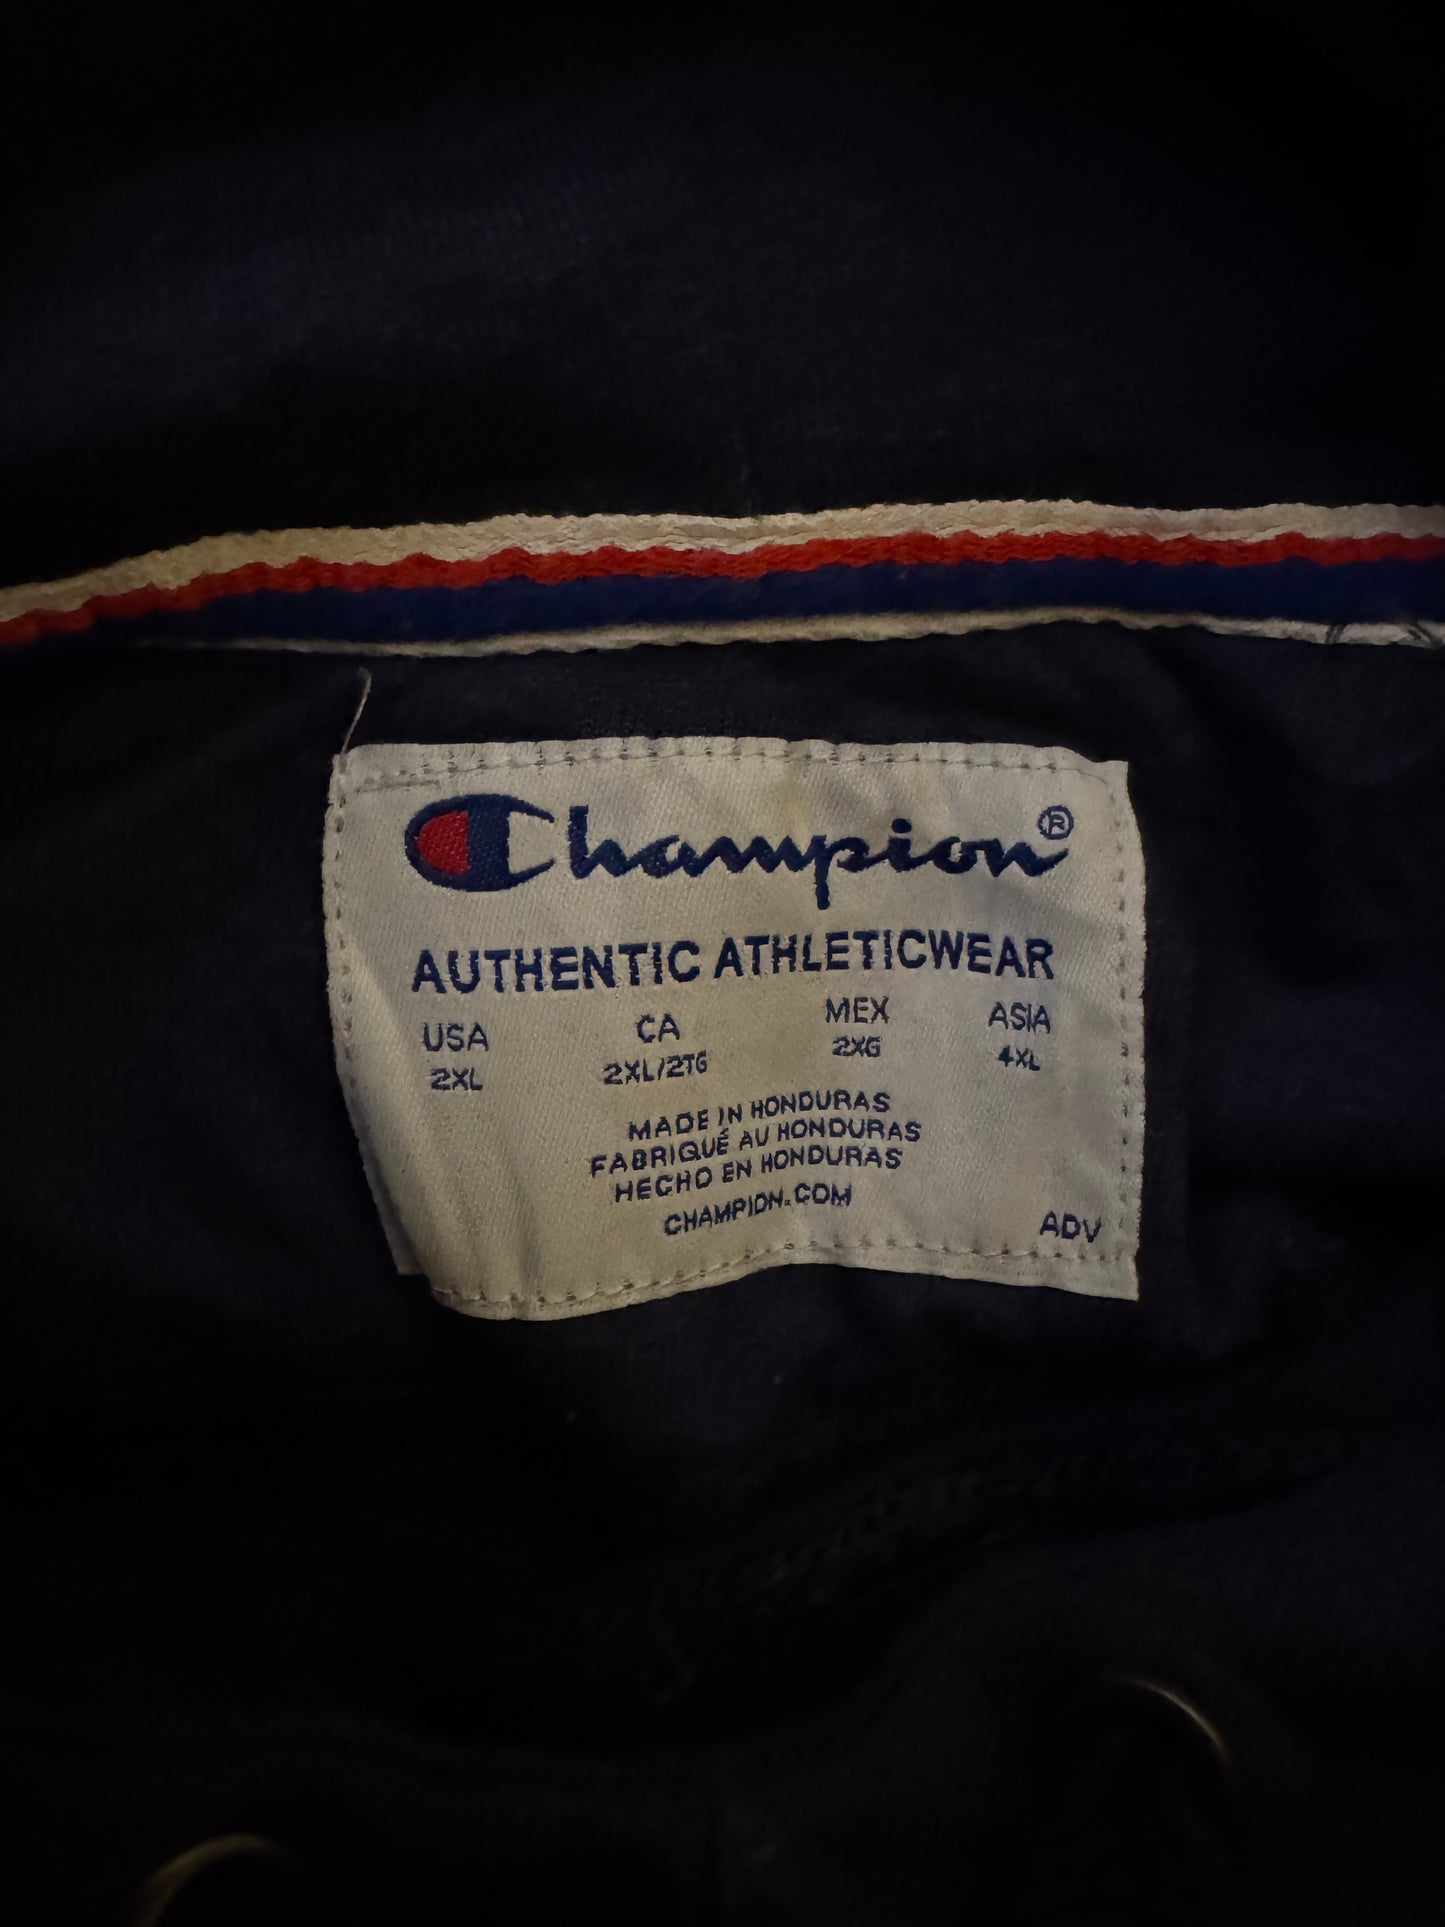 Champion®
AUTHENTIC ATHLETICWEAR
USA CA MEX ASIA
2XL 2XL/2TG 2XG 4XL
MADE IN HONDURAS
FABRIQUÉ AU HONDURAS
HECHO EN HONDURAS
CHAMPION.COM
ADV